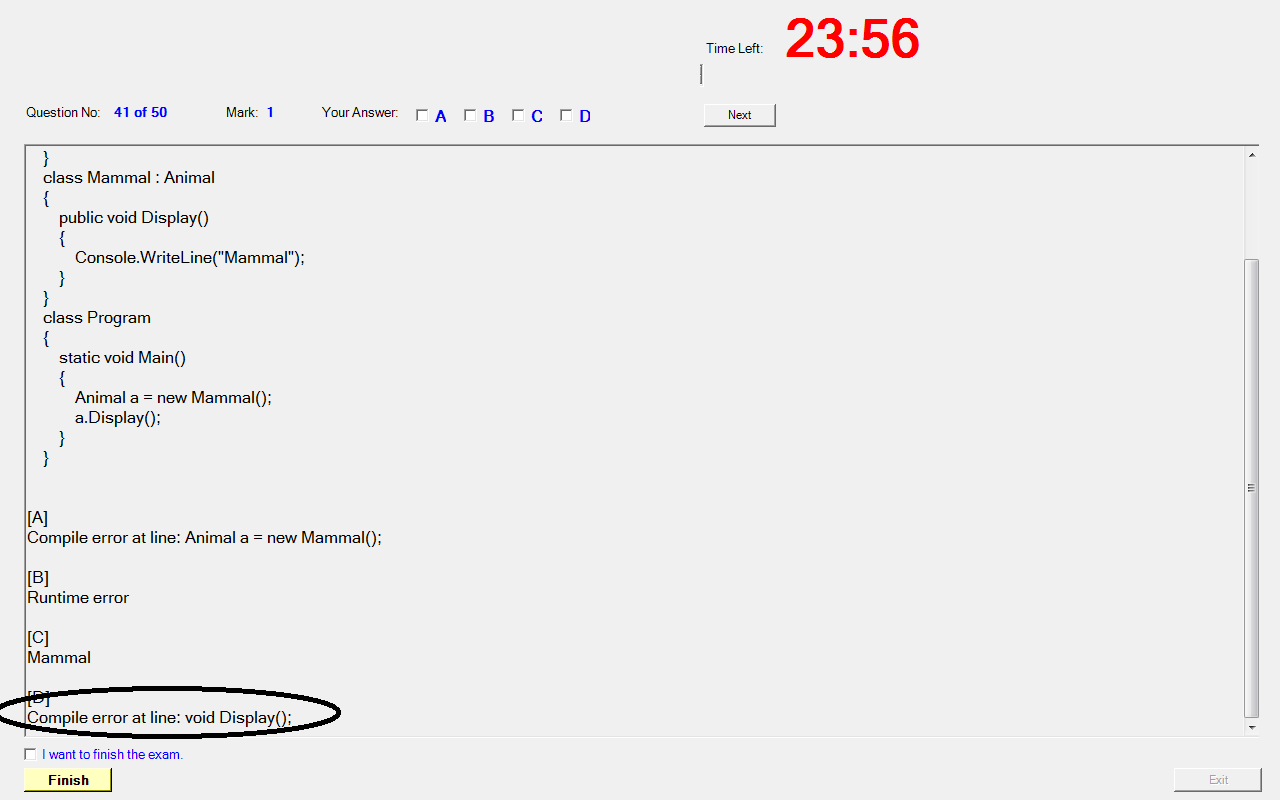 23:56
Time Left:
Question No: 41 of 50 Mark: 1 Your Answer: A B C D Next
}
class Mammal : Animal
{
public void Display()
{
Console.WriteLine("Mammal");
}
}
class Program
{
static void Main()
{
Animal a = new Mammal();
a.Display();
}
}
[A]
Compile error at line: Animal a = new Mammal();
[B]
Runtime error
[C]
Mammal
[D]
Compile error at line: void Display();
I want to finish the exam.
Finish Exit